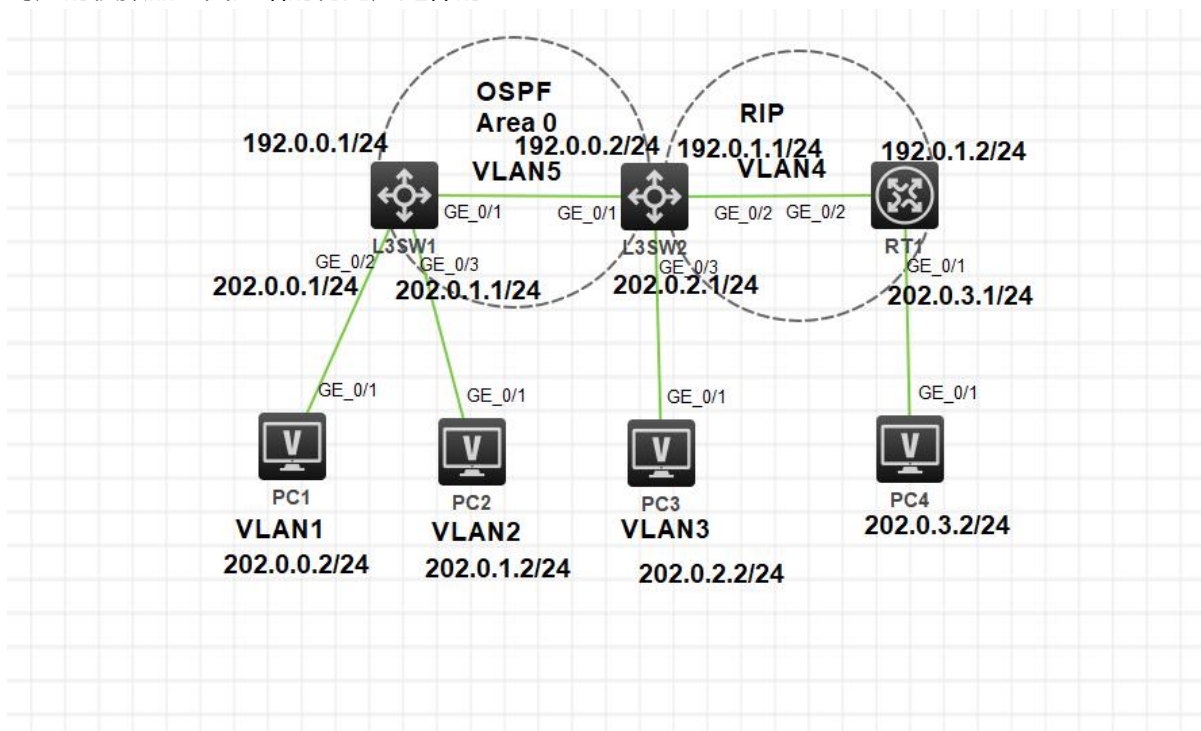 OSPF
Area 0
RIP
192.0.0.1/24
192.0.0.2/24
192.0.1.1/24
192.0.1.2/24
VLAN5
VLAN4
GE_0/1
GE_0/1
GE_0/2
GE_0/2
L3SW1
L3SW2
RT1
GE_0/2
GE_0/3
GE_0/3
GE_0/1
202.0.0.1/24
202.0.1.1/24
202.0.2.1/24
202.0.3.1/24
GE_0/1
GE_0/1
GE_0/1
GE_0/1
V
V
V
V
PC1
PC2
PC3
PC4
VLAN1
VLAN2
VLAN3
202.0.3.2/24
202.0.0.2/24
202.0.1.2/24
202.0.2.2/24